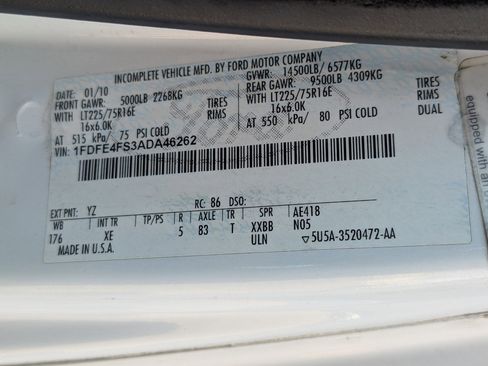 INCOMPLETE VEHICLE MFD. BY FORD MOTOR COMPANY
DATE: 01/10 GVWR: 14500LB/ 6577KG
FRONT GAWR: 5000LB 2268KG REAR GAWR: 9500LB 4309KG
WITH LT225/75R16E TIRES WITH LT225/75R16E TIRES
16x6.0K RIMS 16x6.0K RIMS
AT 515 kPa/ 75 PSI COLD AT 550 kPa/ 80 PSI COLD DUAL
1FDFE4FS3ADA46262
RC: 86 DSO:
EXT PNT: YZ
WB INT TR TP/PS R AXLE TR SPR AE418
176 XE 5 83 T XXBB N05
MADE IN U.S.A. ULN ▽5U5A-3520472-AA
equipped with an